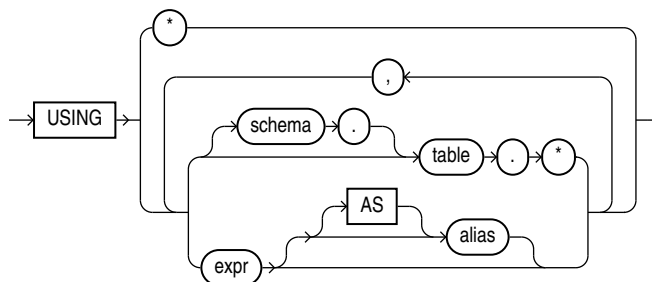 *
,
USING
schema .
table . *
AS
alias
expr